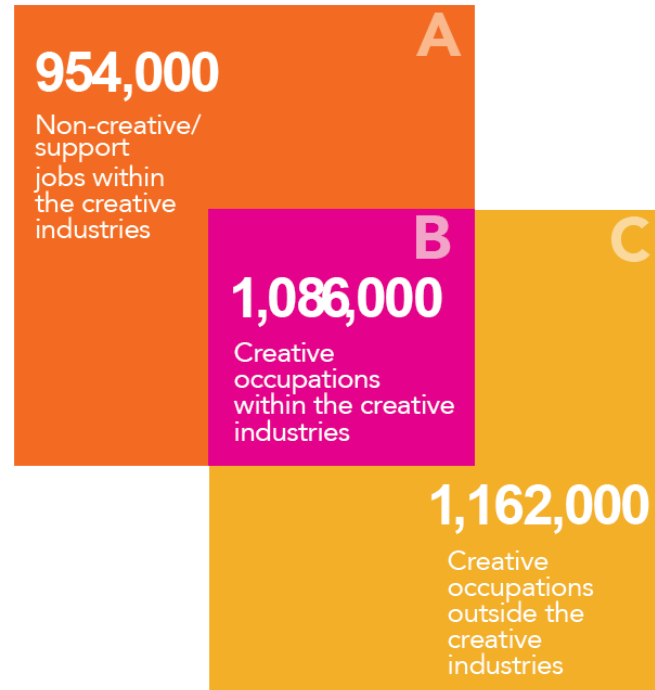 A
954,000
Non-creative/
support
jobs within
the creative
industries
B
1,086,000
Creative
occupations
within the creative
industries
C
1,162,000
Creative
occupations
outside the
creative
industries